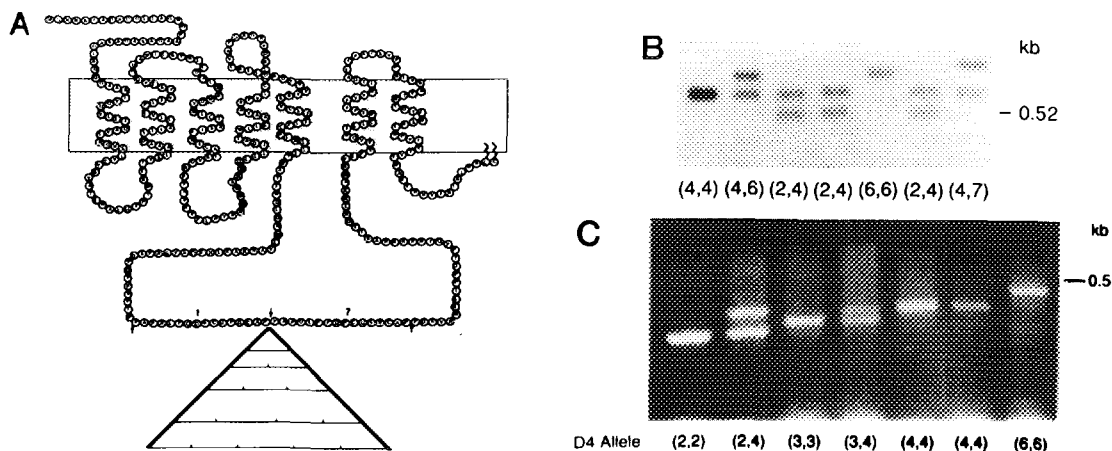 A
B
kb
– 0.52
(4,4) (4,6) (2,4) (2,4) (6,6) (2,4) (4,7)
C
kb
— 0.5
D4 Allele (2,2) (2,4) (3,3) (3,4) (4,4) (4,4) (6,6)